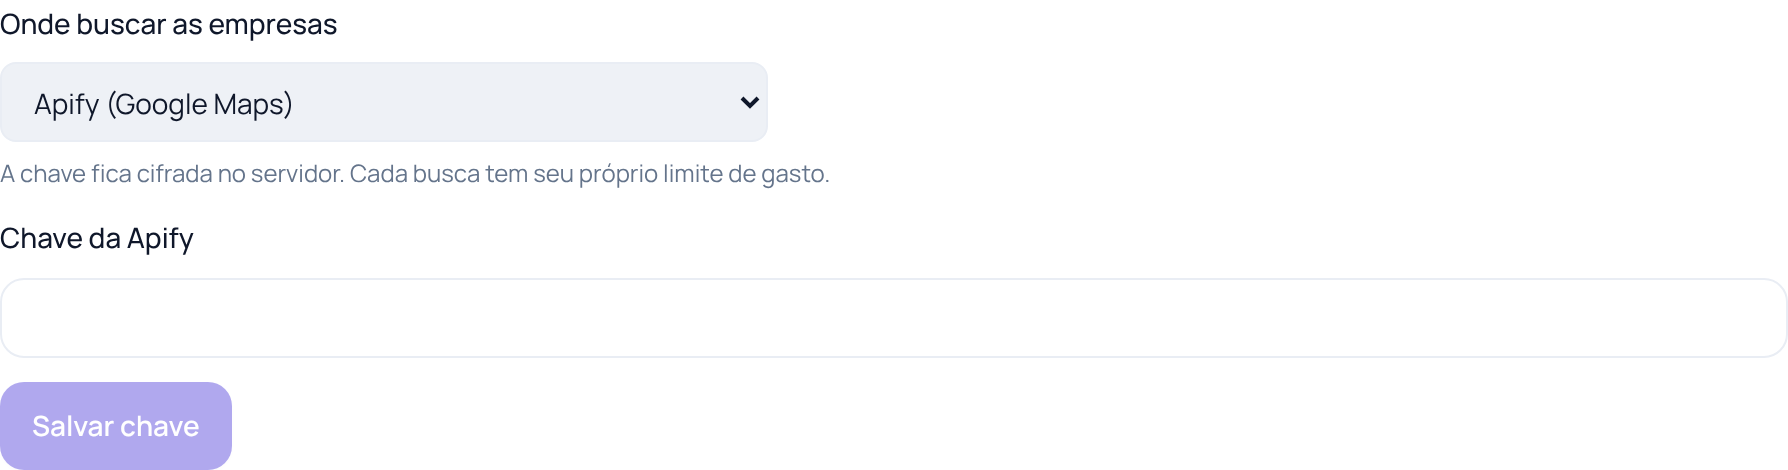 Onde buscar as empresas
Apify (Google Maps)
A chave fica cifrada no servidor. Cada busca tem seu próprio limite de gasto.
Chave da Apify
Salvar chave